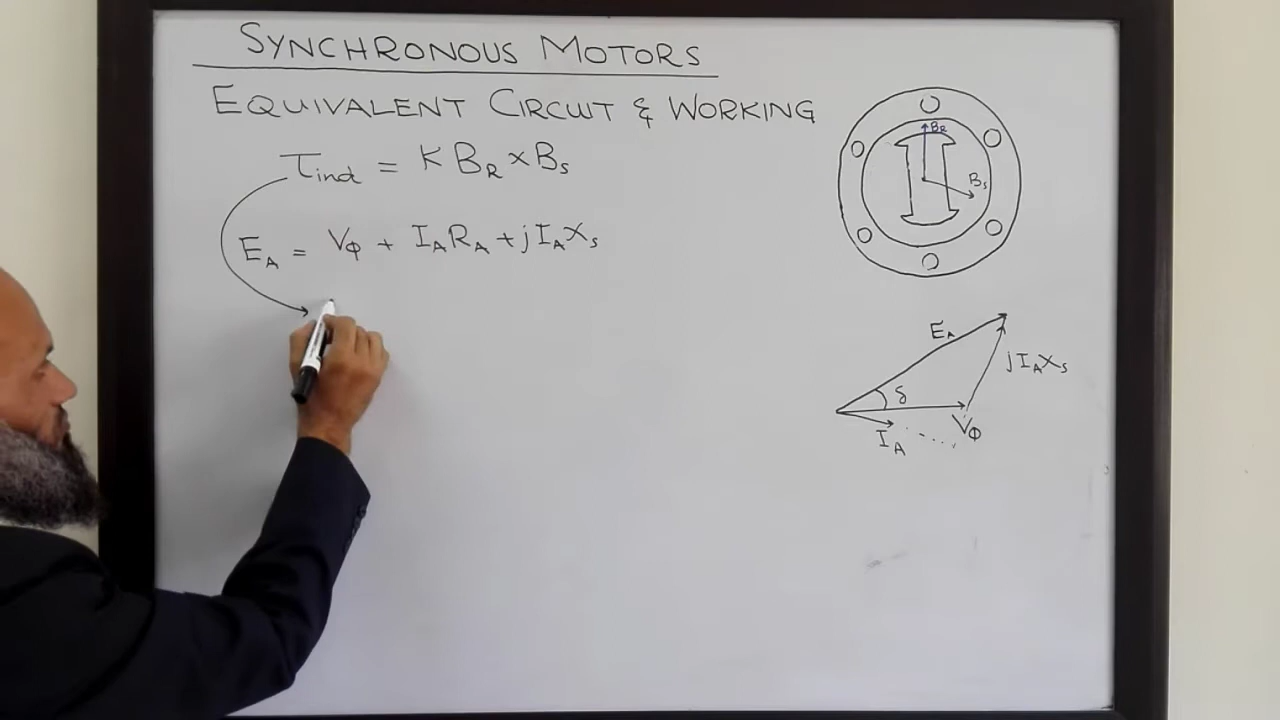 SYNCHRONOUS MOTORS
EQUIVALENT CIRCUIT & WORKING
τind = K BR × BS
EA = VΦ + IARA + jIAXS
BR
BS
EA
jIAXS
δ
VΦ
IA